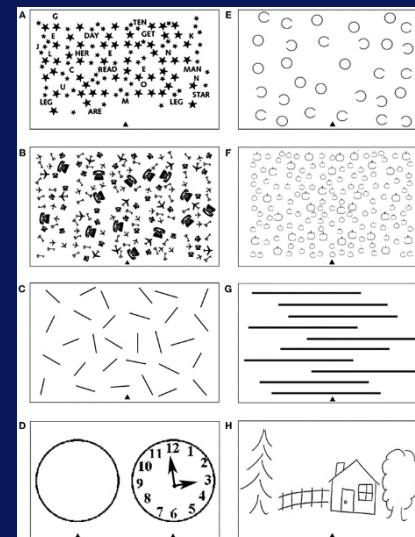 A
G
TEN
E DAY GET K
J
L HER E N
C READ E MAN
N
U O STAR
LEG M LEG
ARE
B
C
D
12
11 1
10 2
9 3
8 4
7 6 5
E
F
G
H